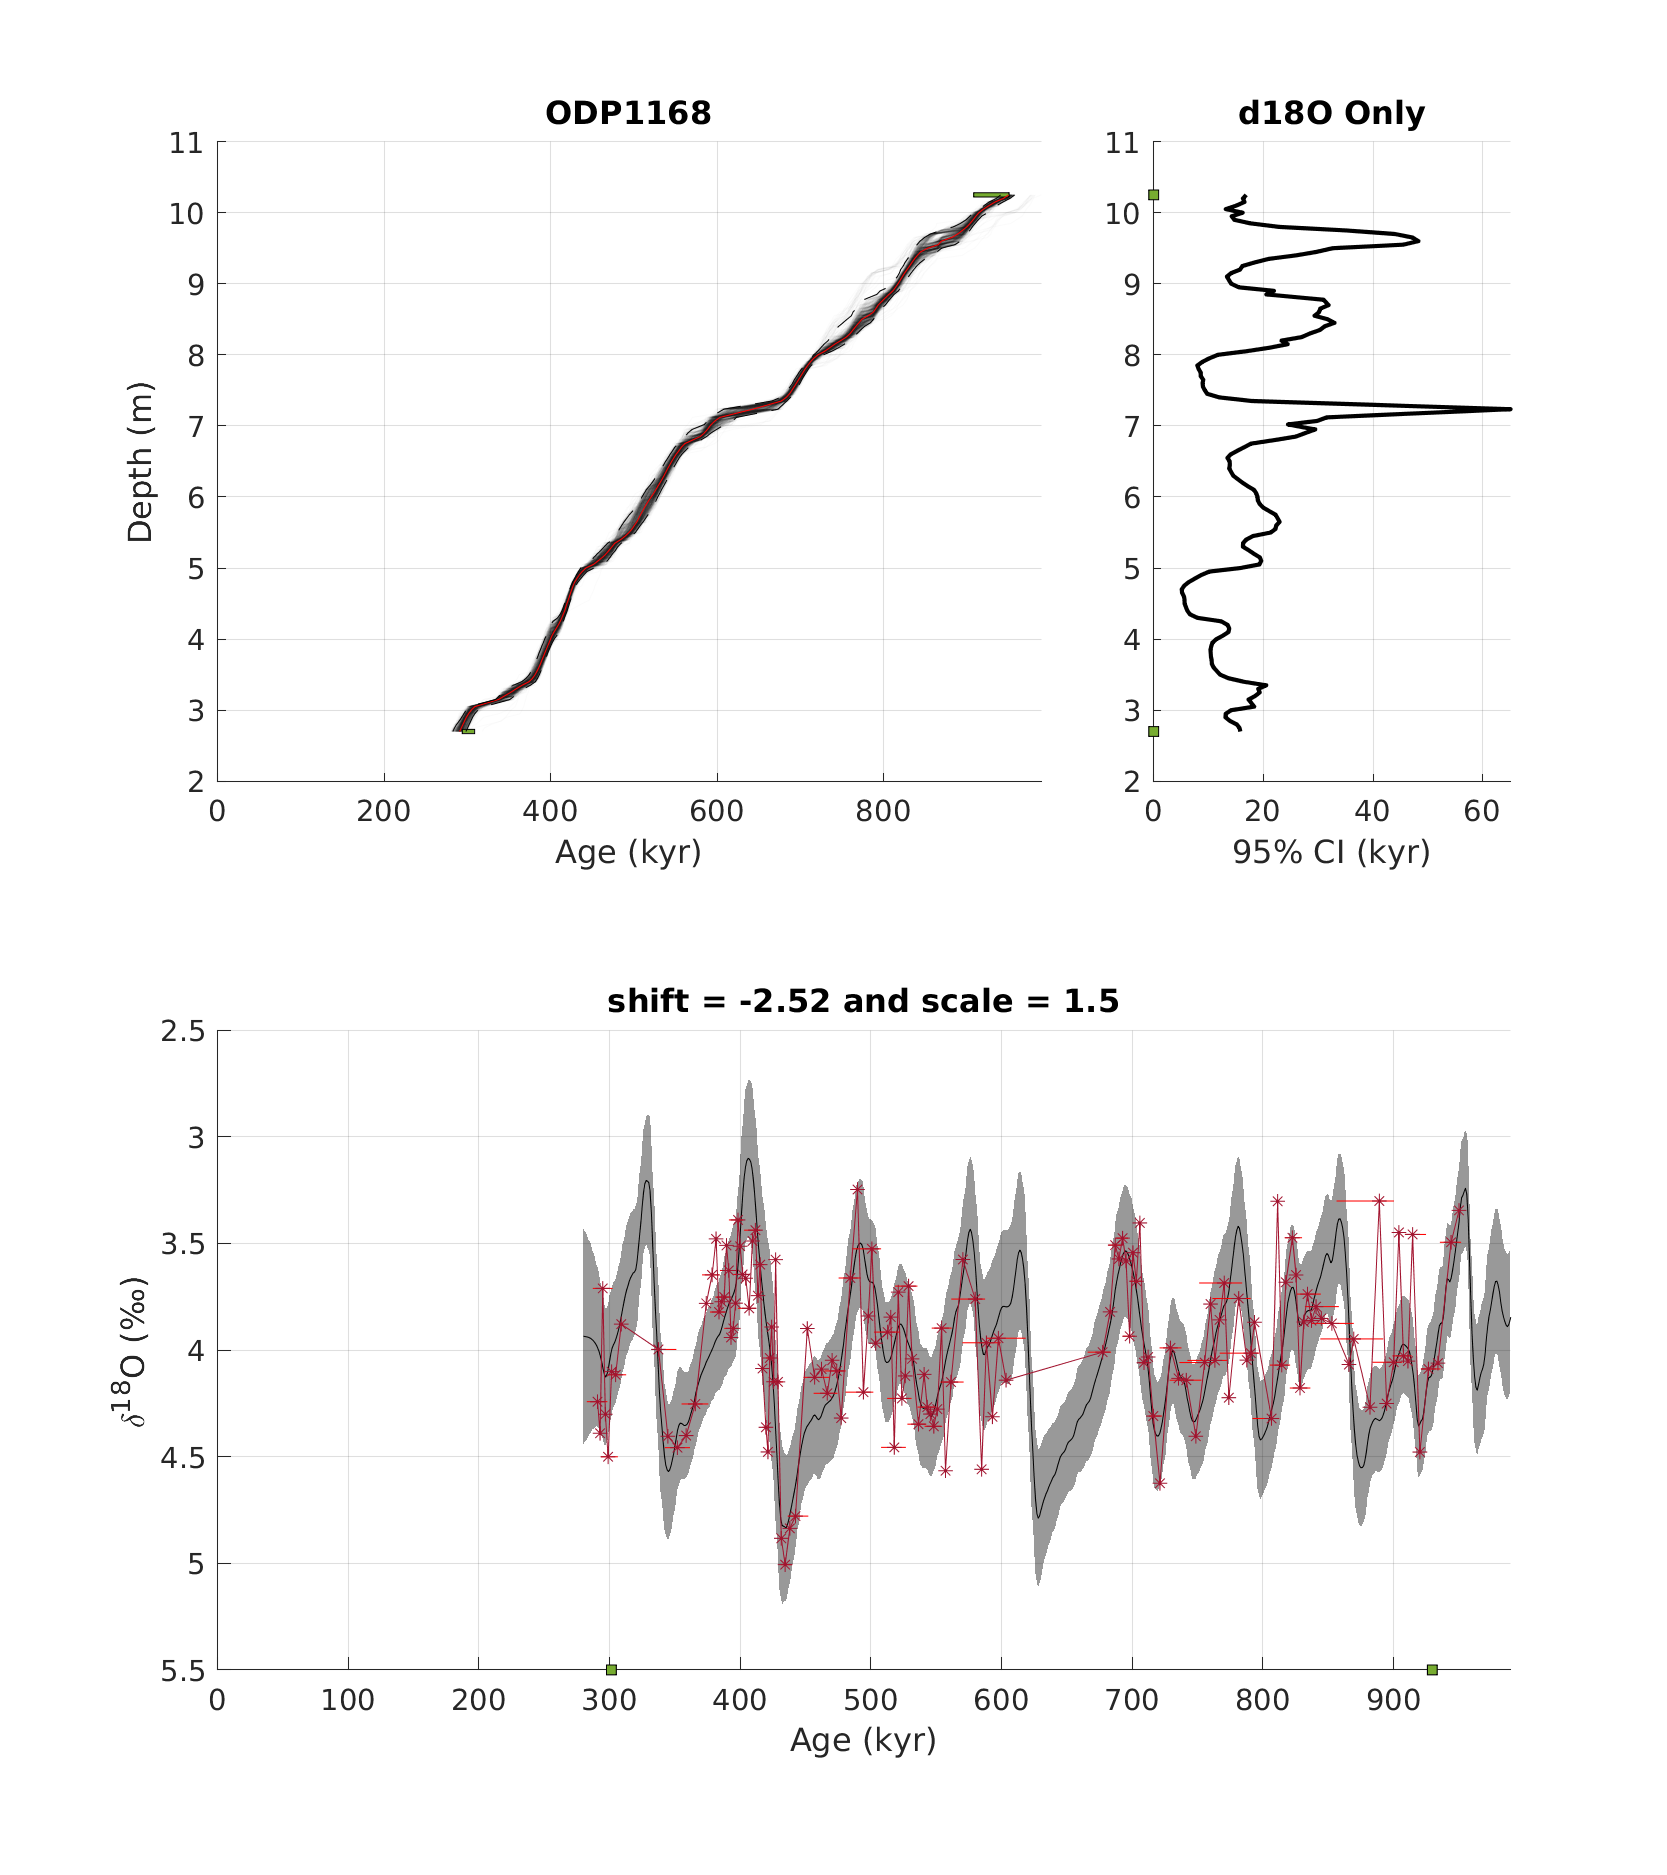 ODP1168
11
10
9
8
7
6
5
4
3
2
Depth (m)
0 200 400 600 800
Age (kyr)
d18O Only
11
10
9
8
7
6
5
4
3
2
0 20 40 60
95% CI (kyr)
shift = -2.52 and scale = 1.5
2.5
3
3.5
4
4.5
5
5.5
δ18O (‰)
0 100 200 300 400 500 600 700 800 900
Age (kyr)